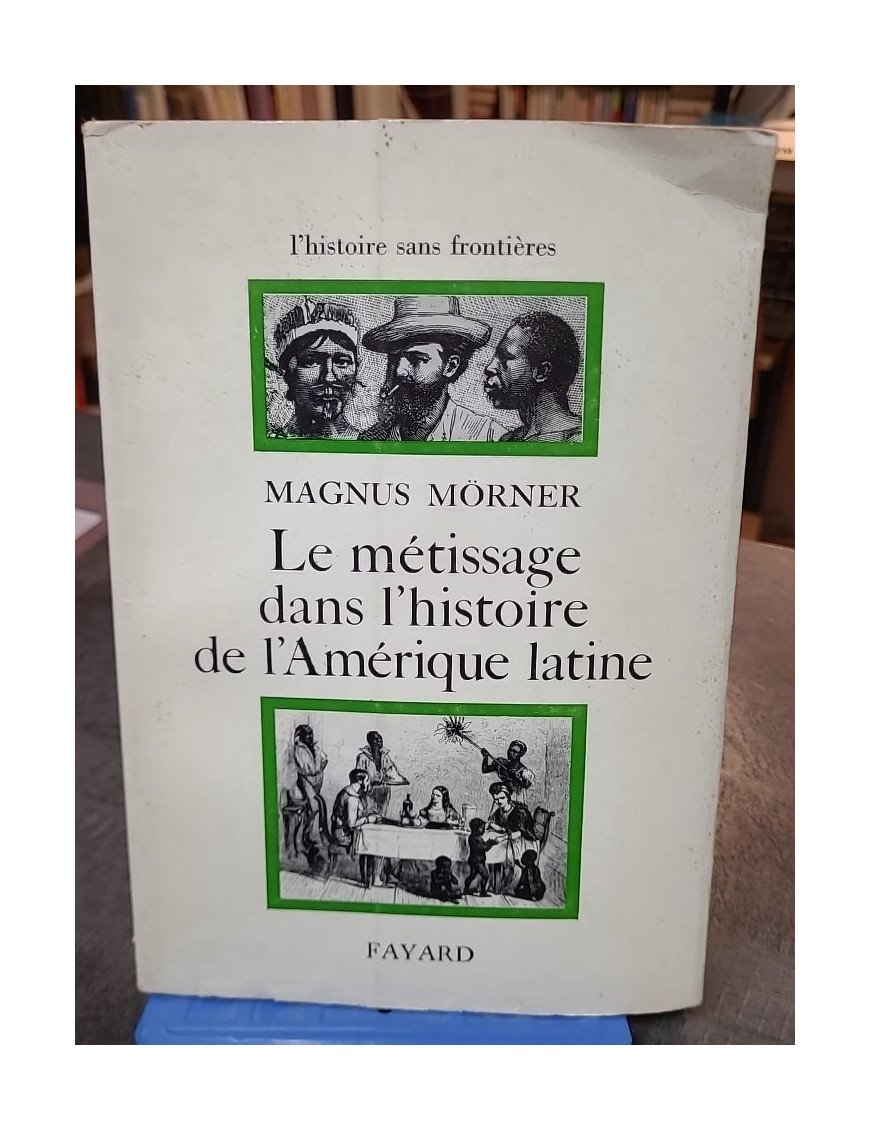 l'histoire sans frontières
MAGNUS MÖRNER
Le métissage
dans l'histoire
de l'Amérique latine
FAYARD